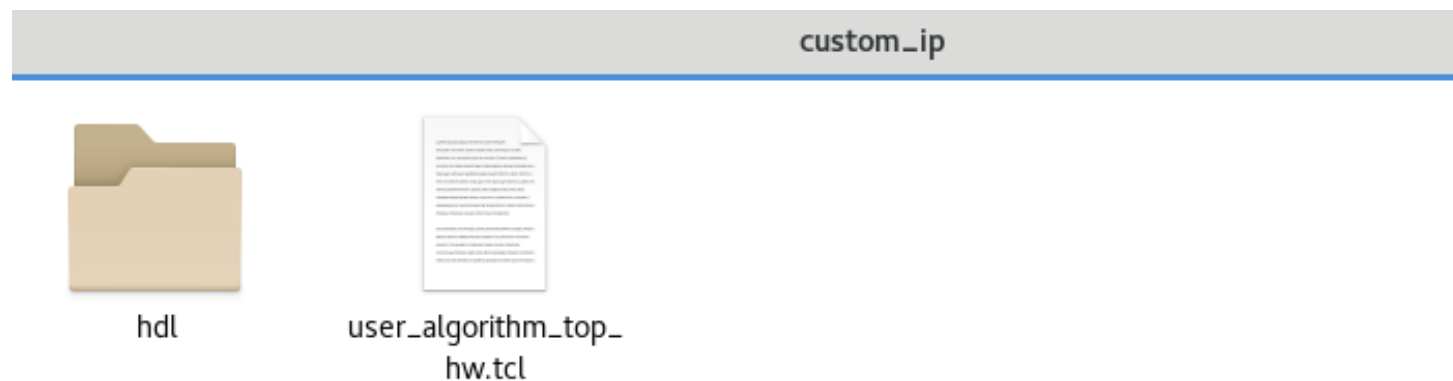 custom_ip
hdl
user_algorithm_top_
hw.tcl